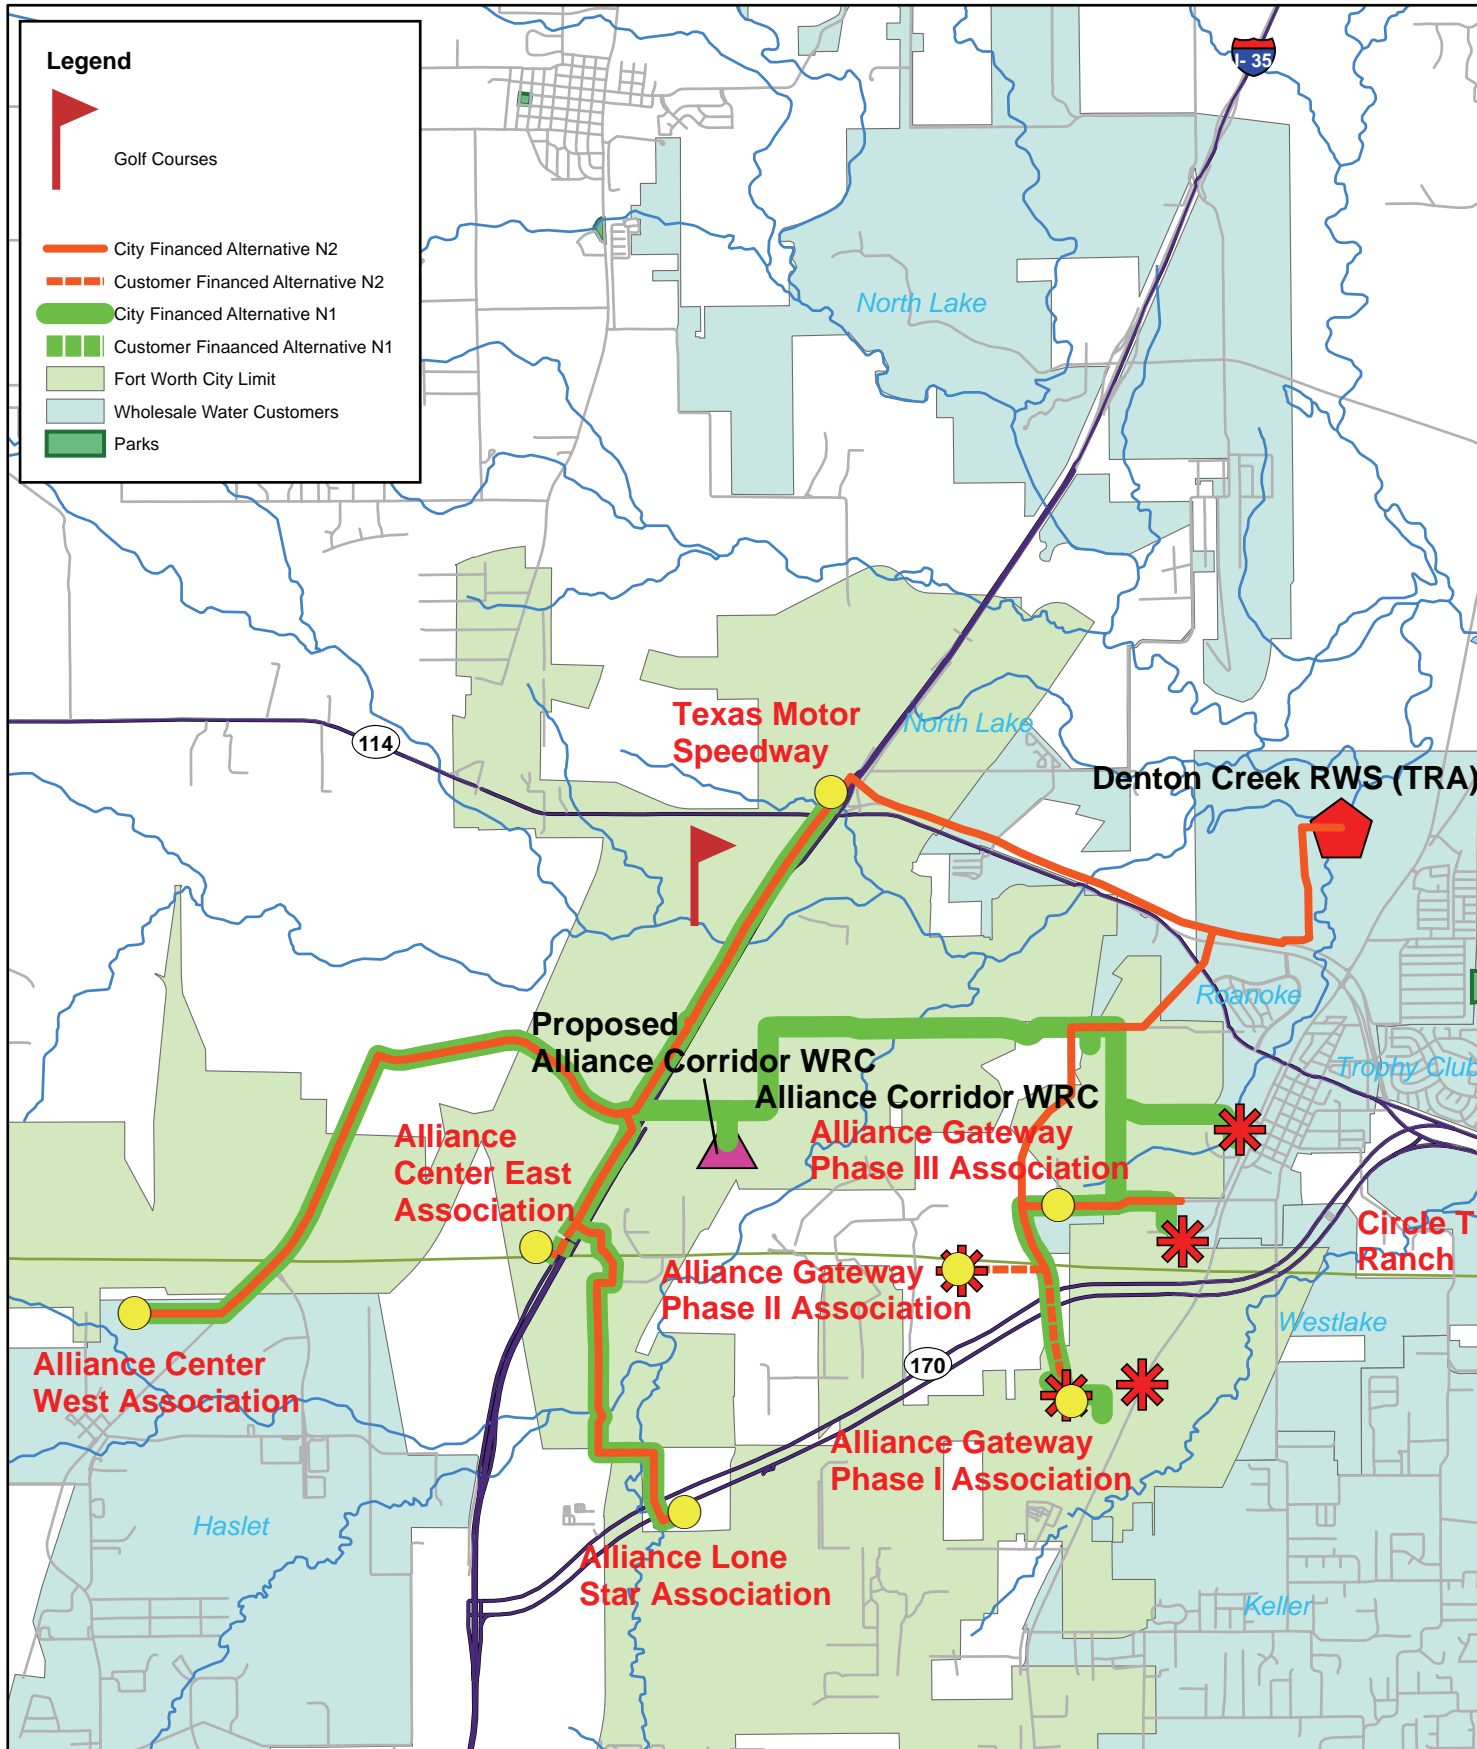 Legend
Golf Courses
City Financed Alternative N2
Customer Financed Alternative N2
City Financed Alternative N1
Customer Finaanced Alternative N1
Fort Worth City Limit
Wholesale Water Customers
Parks
I- 35
North Lake
Texas Motor
Speedway
North Lake
114
Denton Creek RWS (TRA)
Roanoke
Proposed
Alliance Corridor WRC
Trophy Club
Alliance Corridor WRC
Alliance
Center East
Association
Alliance Gateway
Phase III Association
Circle T
Ranch
Alliance Gateway
Phase II Association
Westlake
Alliance Center
West Association
170
Alliance Gateway
Phase I Association
Haslet
Alliance Lone
Star Association
Keller